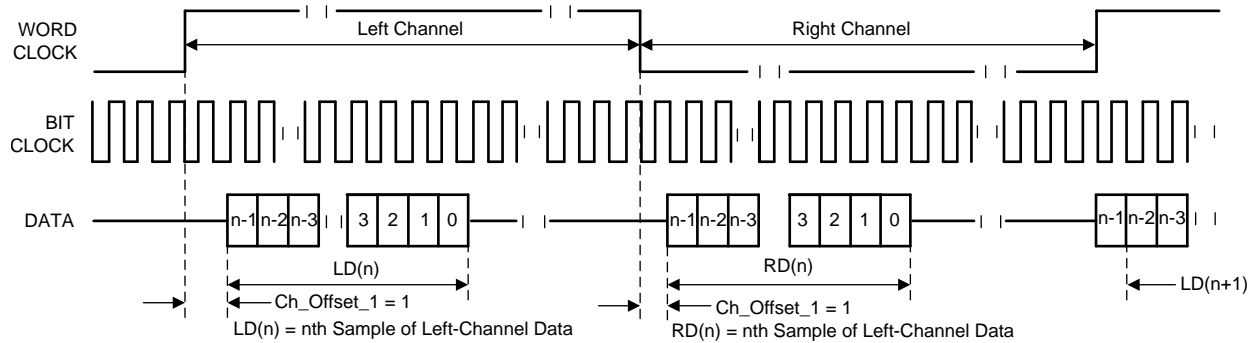 WORD
CLOCK
Left Channel
Right Channel
BIT
CLOCK
DATA
n-1 n-2 n-3 3 2 1 0 n-1 n-2 n-3 3 2 1 0 n-1 n-2 n-3
LD(n)
RD(n)
LD(n+1)
Ch_Offset_1 = 1
Ch_Offset_1 = 1
LD(n) = nth Sample of Left-Channel Data
RD(n) = nth Sample of Left-Channel Data